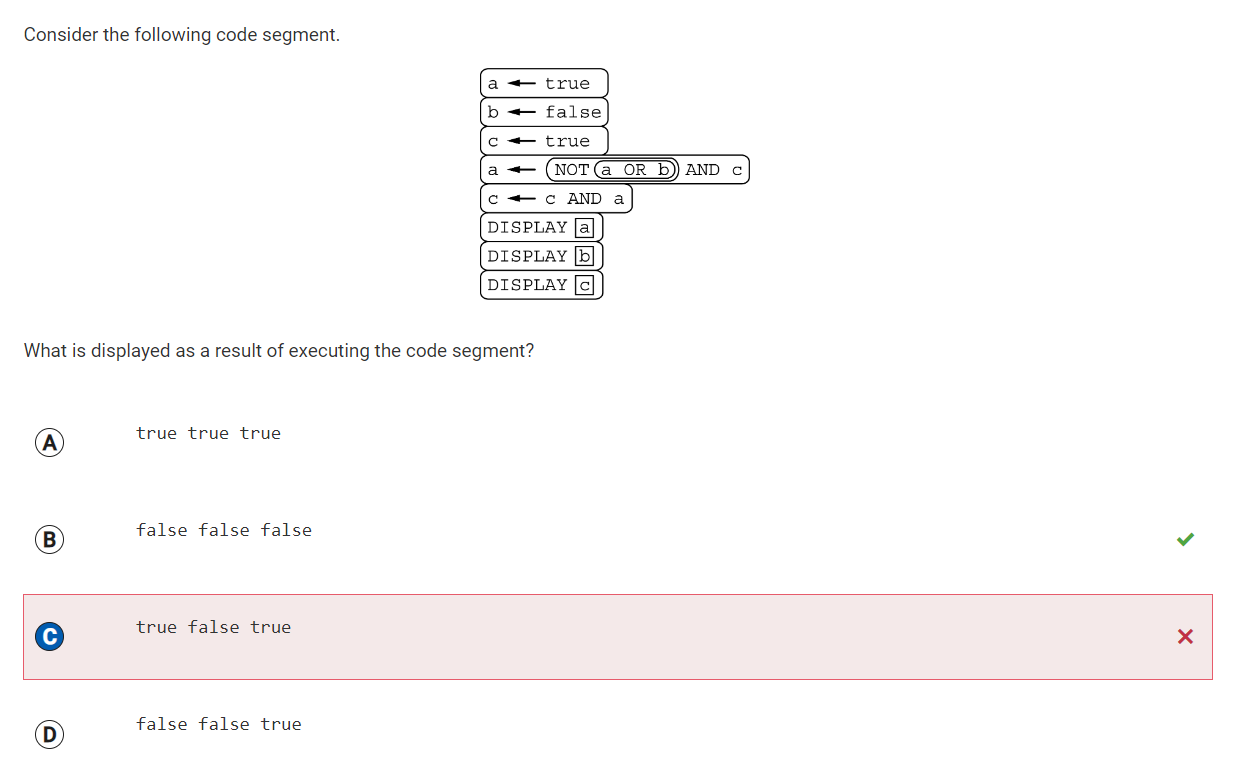 Consider the following code segment.
a ← true
b ← false
c ← true
a ← NOT a OR b AND c
c ← c AND a
DISPLAY a
DISPLAY b
DISPLAY c
What is displayed as a result of executing the code segment?
A true true true
B false false false
C true false true
D false false true